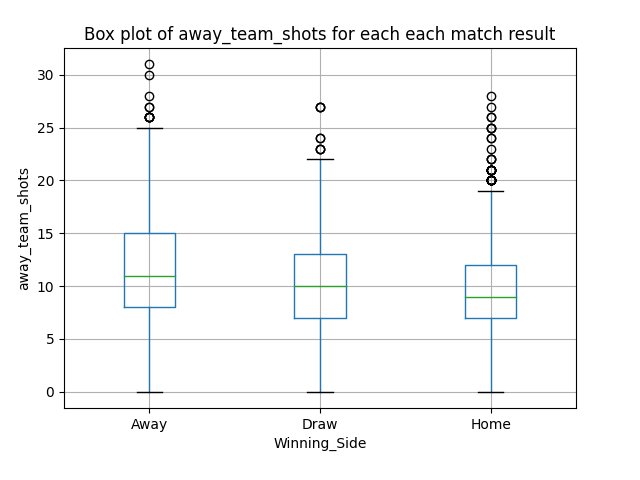 Box plot of away_team_shots for each each match result
30
25
20
15
10
5
0
away_team_shots
Away Draw Home
Winning_Side